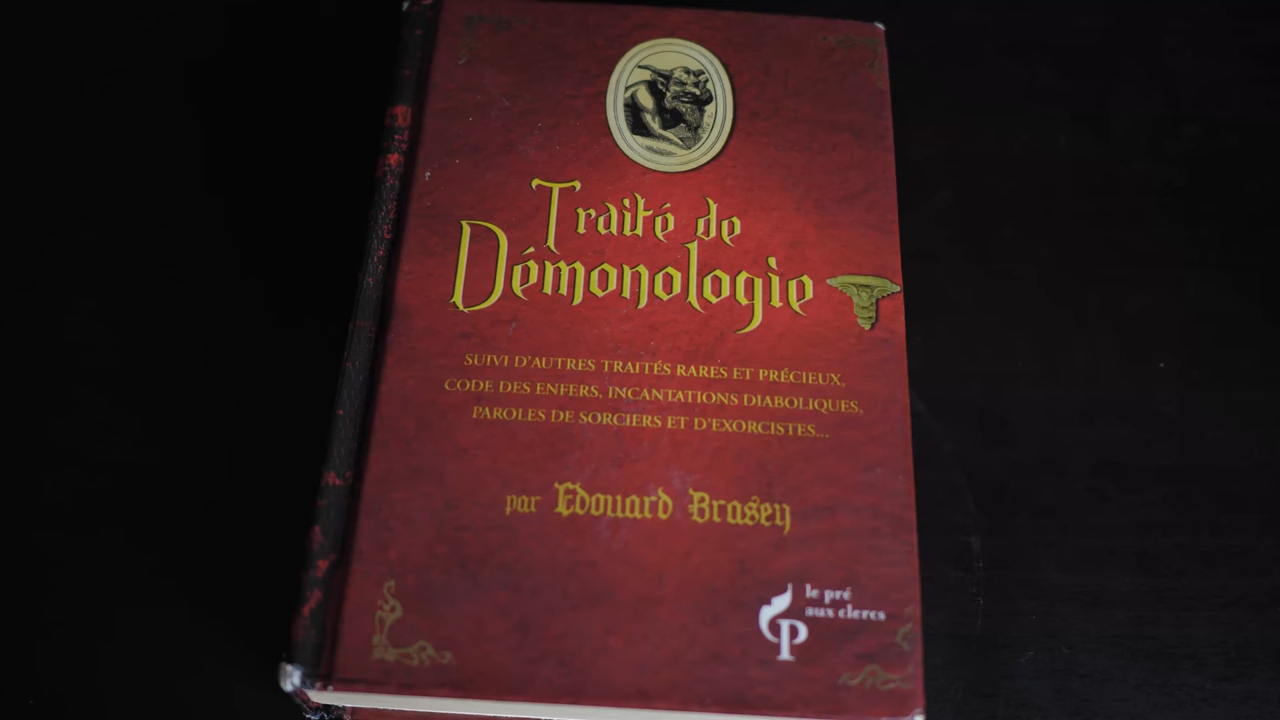 Traité de
Démonologie
SUIVI D'AUTRES TRAITÉS RARES ET PRÉCIEUX,
CODE DES ENFERS, INCANTATIONS DIABOLIQUES,
PAROLES DE SORCIERS ET D'EXORCISTES...
par Edouard Brasey
le pré
aux clercs
P